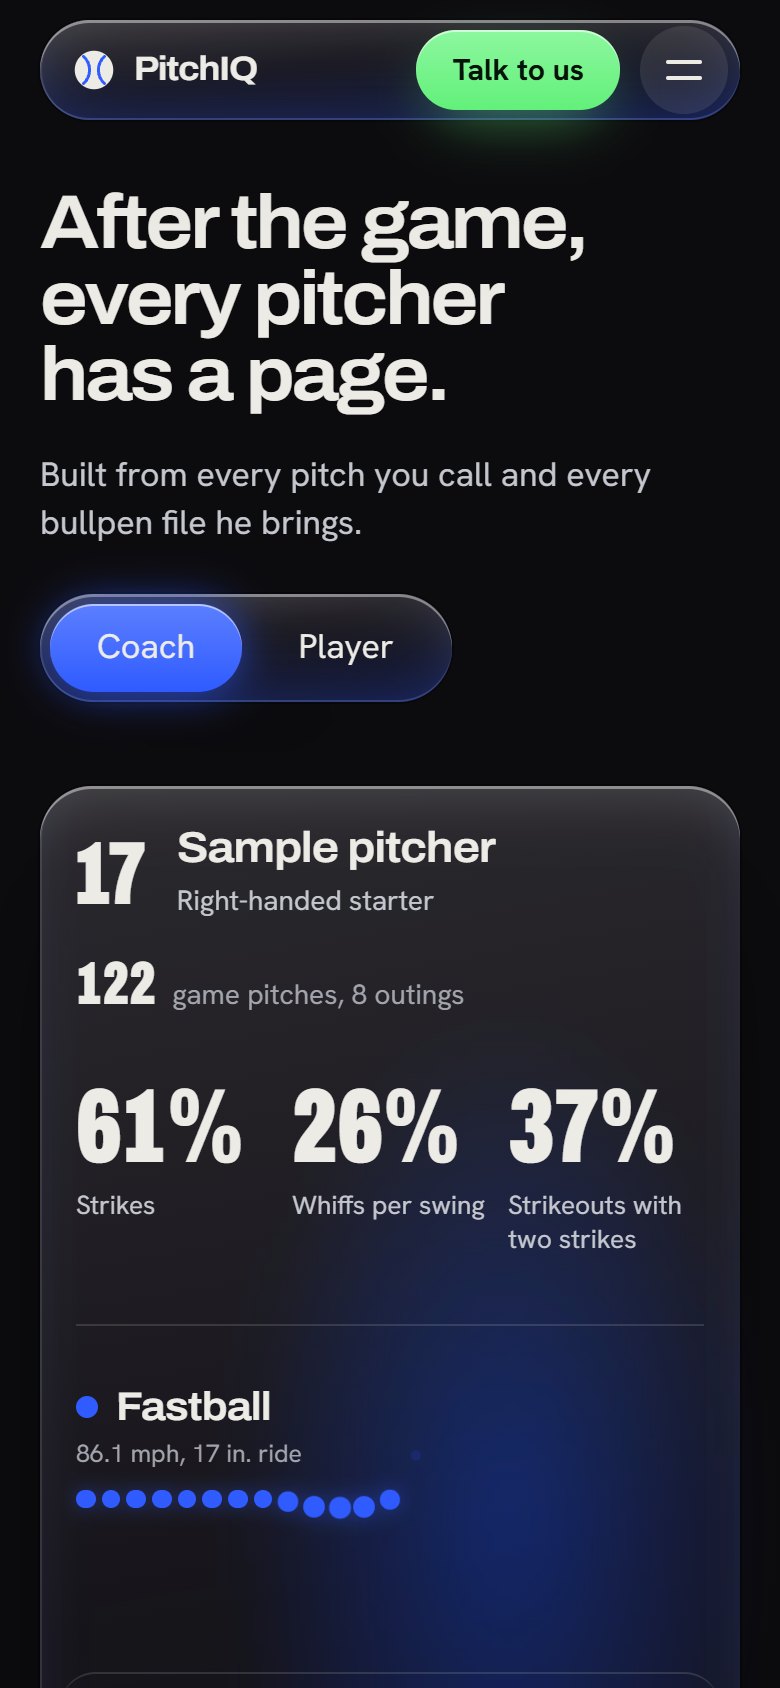 PitchIQ
Talk to us
After the game,
every pitcher
has a page.
Built from every pitch you call and every
bullpen file he brings.
Coach
Player
17
Sample pitcher
Right-handed starter
122 game pitches, 8 outings
61%
26%
37%
Strikes
Whiffs per swing
Strikeouts with
two strikes
Fastball
86.1 mph, 17 in. ride